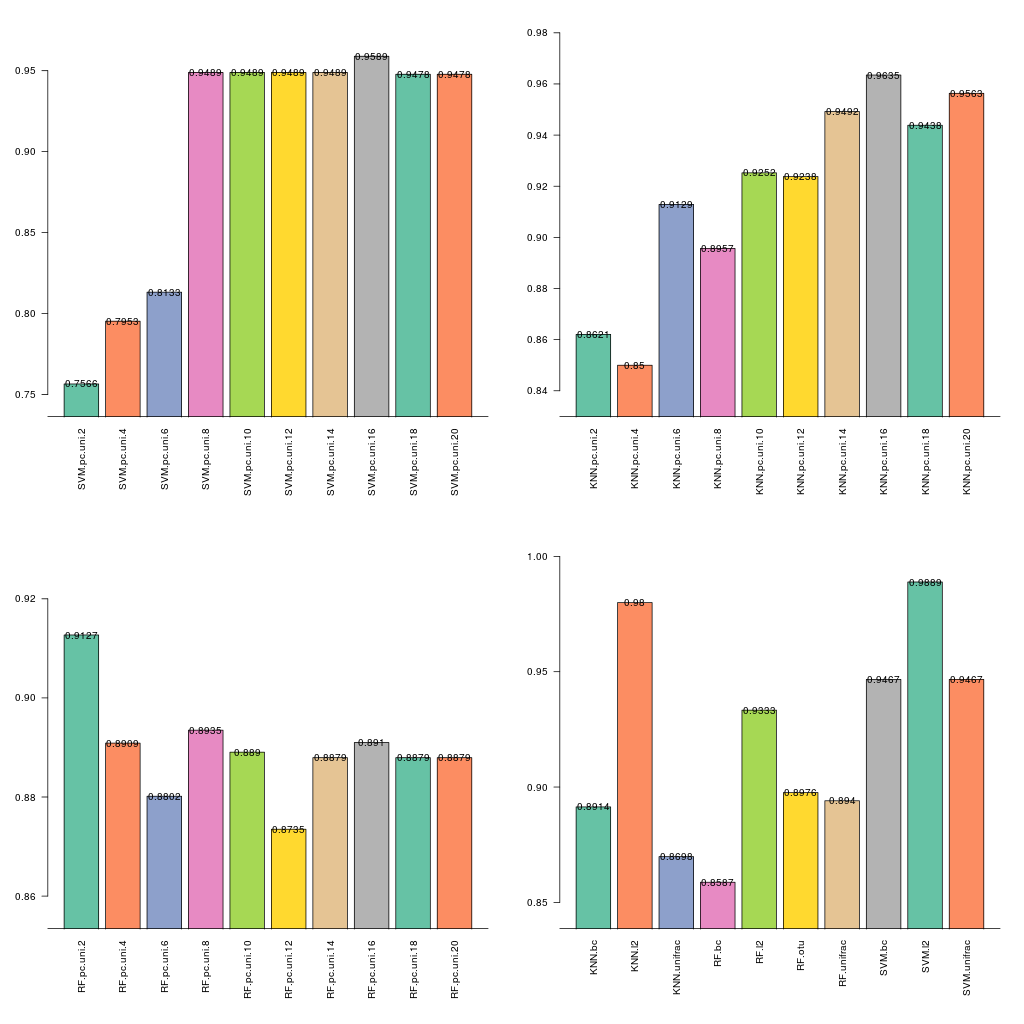 0.95
0.90
0.85
0.80
0.75
0.7566
0.7953
0.8133
0.9489
0.9489
0.9489
0.9489
0.9589
0.9478
0.9478
SVM.pc.uni.2
SVM.pc.uni.4
SVM.pc.uni.6
SVM.pc.uni.8
SVM.pc.uni.10
SVM.pc.uni.12
SVM.pc.uni.14
SVM.pc.uni.16
SVM.pc.uni.18
SVM.pc.uni.20
0.98
0.96
0.94
0.92
0.90
0.88
0.86
0.84
0.8621
0.85
0.9129
0.8957
0.9252
0.9238
0.9492
0.9635
0.9438
0.9563
KNN.pc.uni.2
KNN.pc.uni.4
KNN.pc.uni.6
KNN.pc.uni.8
KNN.pc.uni.10
KNN.pc.uni.12
KNN.pc.uni.14
KNN.pc.uni.16
KNN.pc.uni.18
KNN.pc.uni.20
0.92
0.90
0.88
0.86
0.9127
0.8909
0.8802
0.8935
0.889
0.8735
0.8879
0.891
0.8879
0.8879
RF.pc.uni.2
RF.pc.uni.4
RF.pc.uni.6
RF.pc.uni.8
RF.pc.uni.10
RF.pc.uni.12
RF.pc.uni.14
RF.pc.uni.16
RF.pc.uni.18
RF.pc.uni.20
1.00
0.95
0.90
0.85
0.8914
0.98
0.8698
0.8587
0.9333
0.8976
0.894
0.9467
0.9889
0.9467
KNN.bc
KNN.l2
KNN.unifrac
RF.bc
RF.l2
RF.otu
RF.unifrac
SVM.bc
SVM.l2
SVM.unifrac